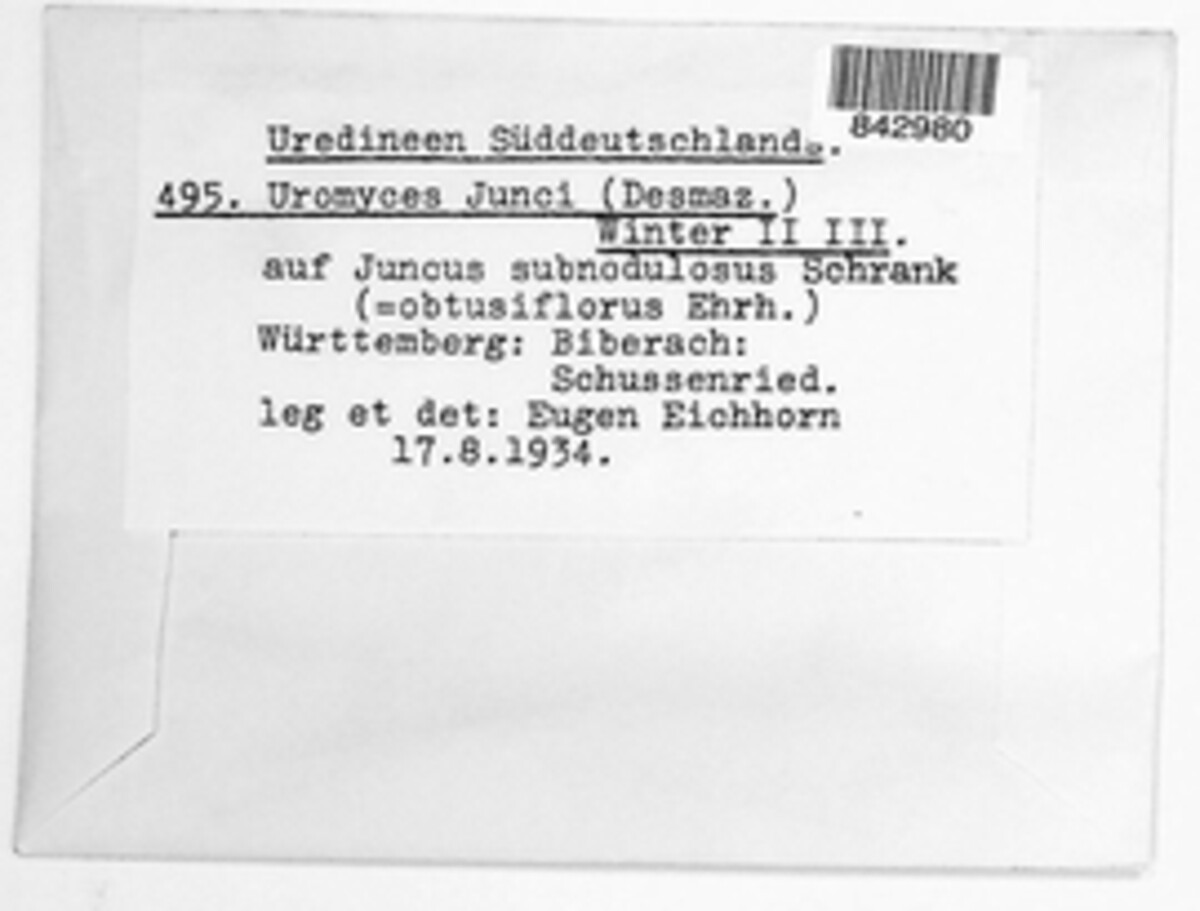 842980
Uredineen Süddeutschlands.
495. Uromyces Junci (Desmaz.)
Winter II III.
auf Juncus subnodulosus Schrank
(=obtusiflorus Ehrh.)
Württemberg: Biberach:
Schussenried.
leg et det: Eugen Eichhorn
17.8.1934.